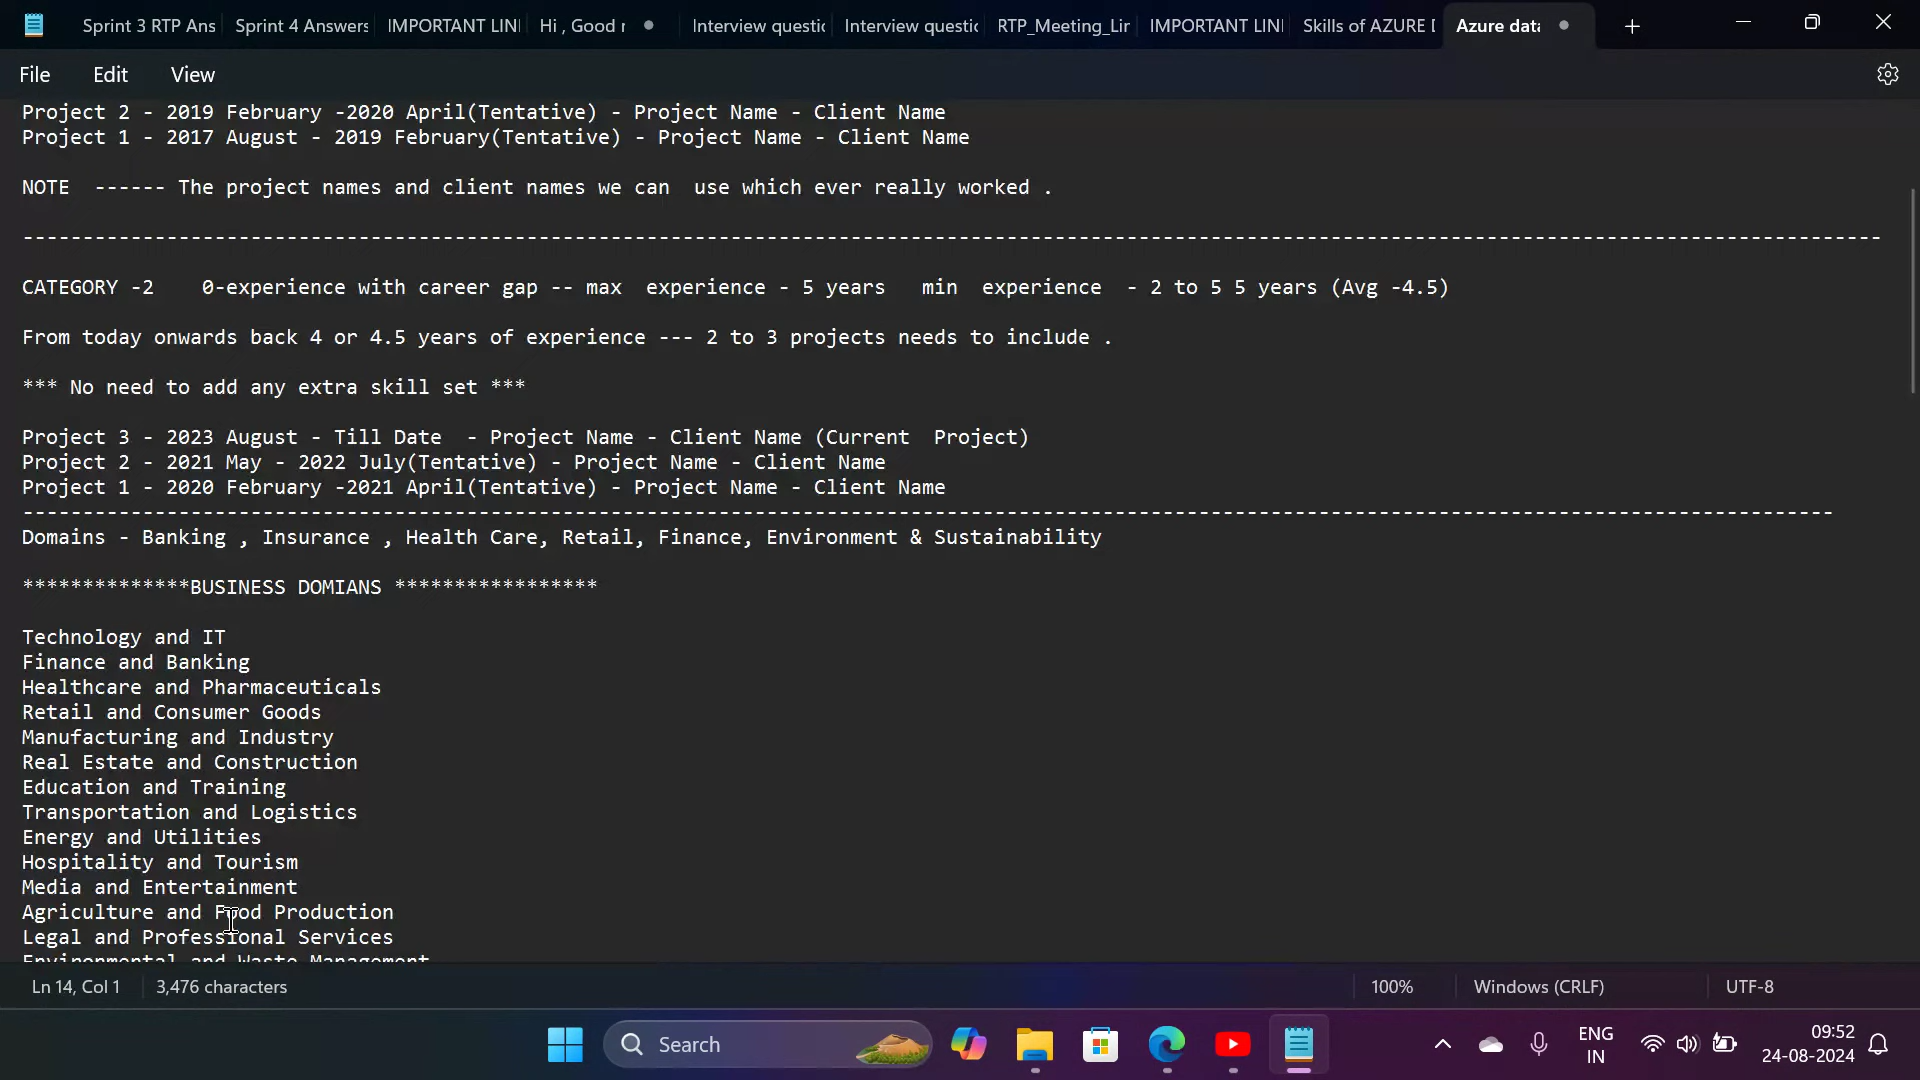 Sprint 3 RTP Ans
Sprint 4 Answers
IMPORTANT LINI
Hi , Good r
Interview questic
Interview questic
RTP_Meeting_Lir
IMPORTANT LINI
Skills of AZURE I
Azure data
File
Edit
View
Project 2 - 2019 February -2020 April(Tentative) - Project Name - Client Name
Project 1 - 2017 August - 2019 February(Tentative) - Project Name - Client Name
NOTE ------ The project names and client names we can use which ever really worked .
-----------------------------------------------------------------------------------------------------------------------------------------------------------
CATEGORY -2 0-experience with career gap -- max experience - 5 years min experience - 2 to 5 5 years (Avg -4.5)
From today onwards back 4 or 4.5 years of experience --- 2 to 3 projects needs to include .
*** No need to add any extra skill set ***
Project 3 - 2023 August - Till Date - Project Name - Client Name (Current Project)
Project 2 - 2021 May - 2022 July(Tentative) - Project Name - Client Name
Project 1 - 2020 February -2021 April(Tentative) - Project Name - Client Name
-------------------------------------------------------------------------------------------------------------------------------------------------------
Domains - Banking , Insurance , Health Care, Retail, Finance, Environment & Sustainability
**************BUSINESS DOMIANS *****************
Technology and IT
Finance and Banking
Healthcare and Pharmaceuticals
Retail and Consumer Goods
Manufacturing and Industry
Real Estate and Construction
Education and Training
Transportation and Logistics
Energy and Utilities
Hospitality and Tourism
Media and Entertainment
Agriculture and Food Production
Legal and Professional Services
Environmental and Waste Management
Ln 14, Col 1
3,476 characters
100%
Windows (CRLF)
UTF-8
Search
ENG
IN
09:52
24-08-2024